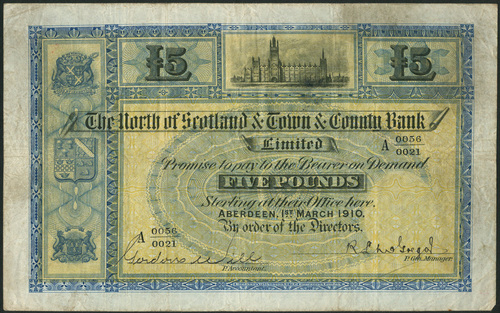 £5
£5
The North of Scotland & Town & County Bank
Limited
A 0056
0021
Promise to pay to the Bearer on Demand
FIVE POUNDS
Sterling at their Office here,
ABERDEEN, 1ST MARCH 1910.
A 0056
0021
By order of the Directors.
P. Accountant.
P. Gen. Manager.